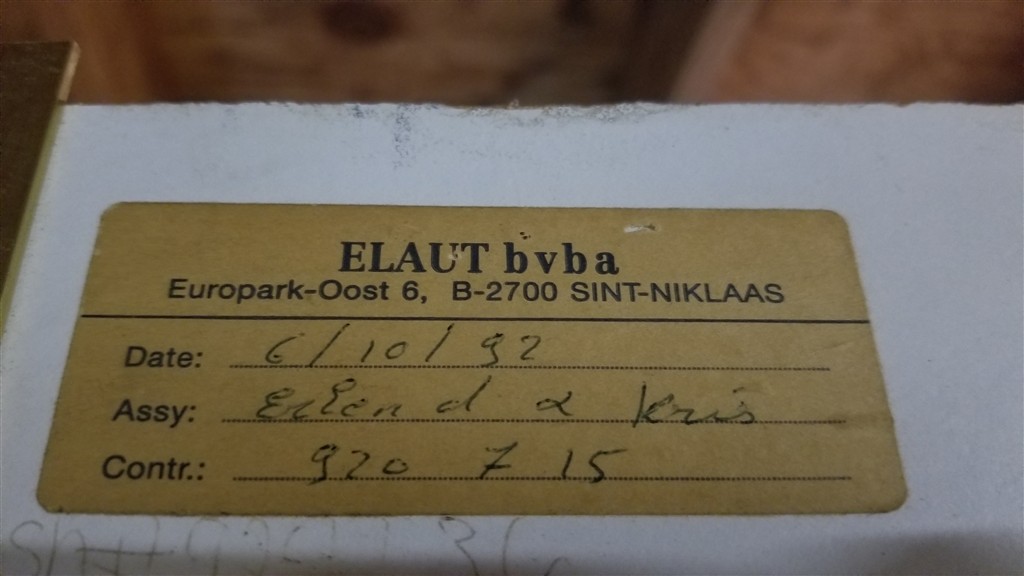 ELAUT bvba
Europark-Oost 6, B-2700 SINT-NIKLAAS
Date: 6/10/92
Assy: Erlend & Kris
Contr.: 920 7 15